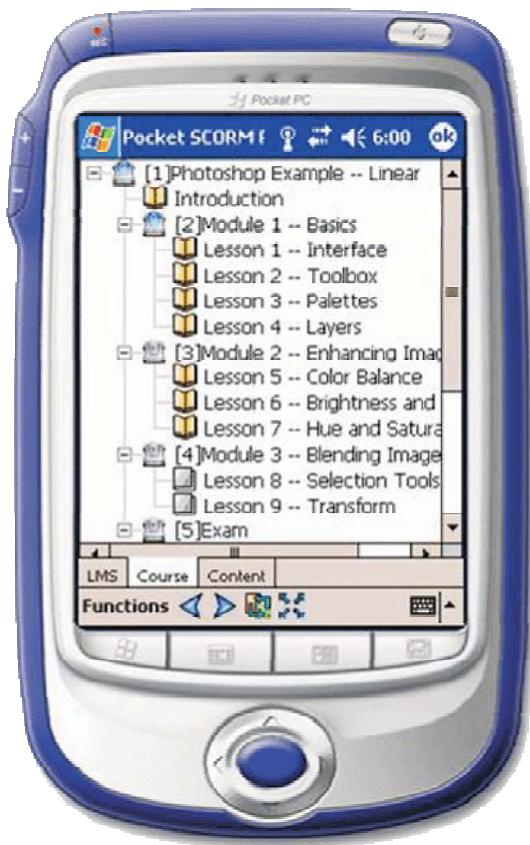 REC
Pocket PC
Pocket SCORM F 6:00 ok
[1]Photoshop Example -- Linear
Introduction
[2]Module 1 -- Basics
Lesson 1 -- Interface
Lesson 2 -- Toolbox
Lesson 3 -- Palettes
Lesson 4 -- Layers
[3]Module 2 -- Enhancing Imag
Lesson 5 -- Color Balance
Lesson 6 -- Brightness and
Lesson 7 -- Hue and Satura
[4]Module 3 -- Blending Image
Lesson 8 -- Selection Tools
Lesson 9 -- Transform
[5]Exam
LMS Course Content
Functions